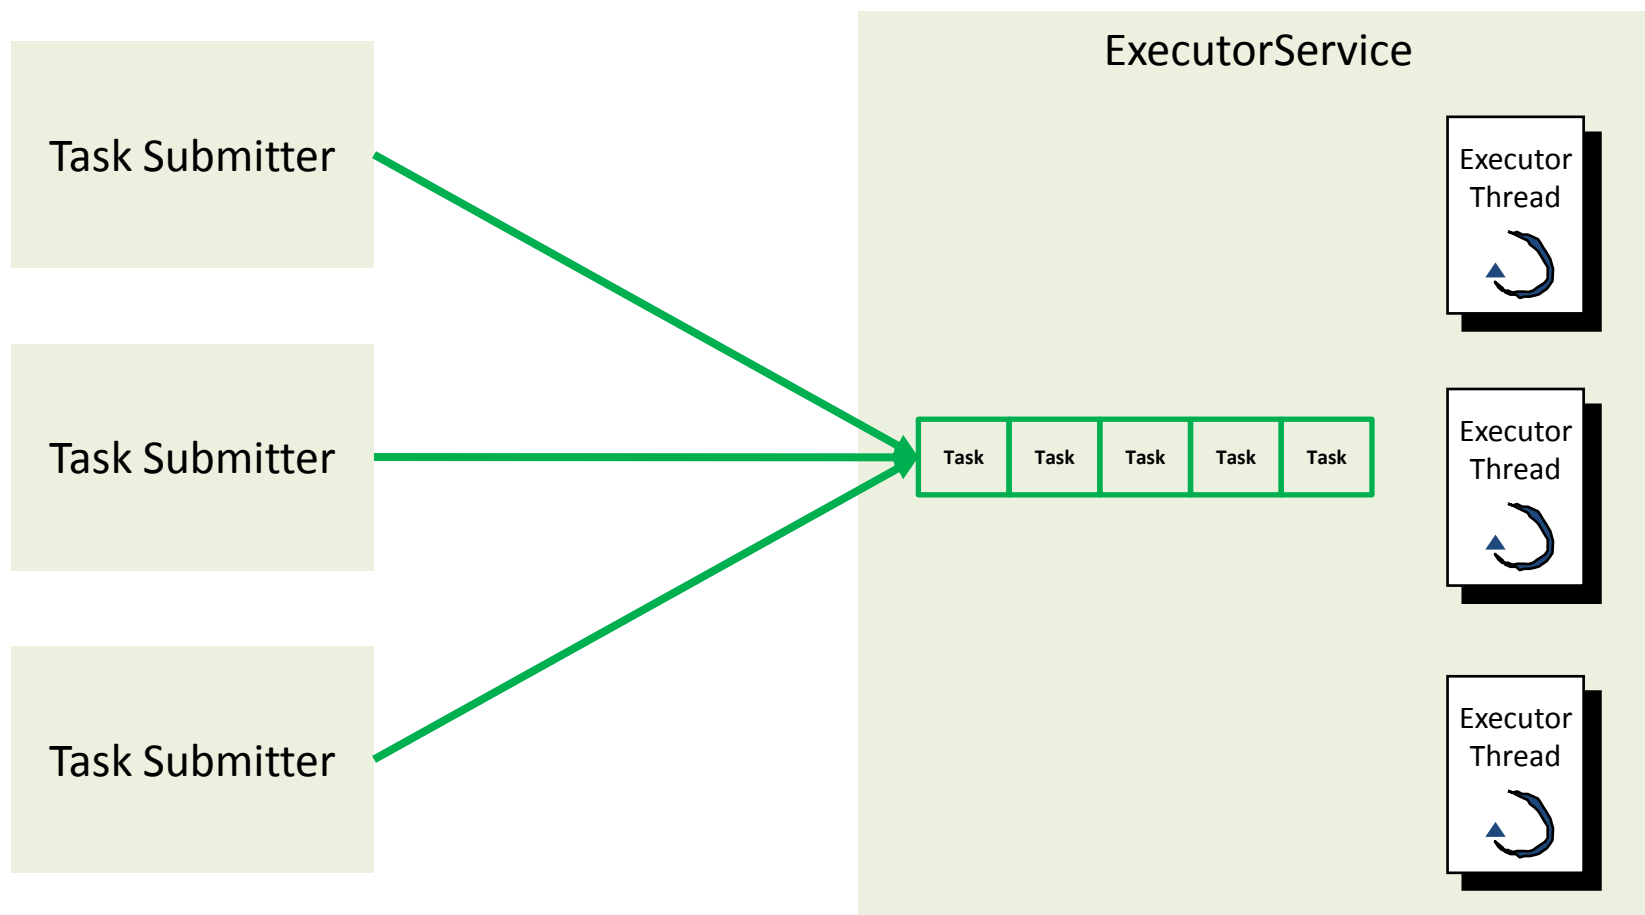 ExecutorService
Task Submitter
Task Submitter
Task Submitter
Task Task Task Task Task
Executor
Thread
Executor
Thread
Executor
Thread